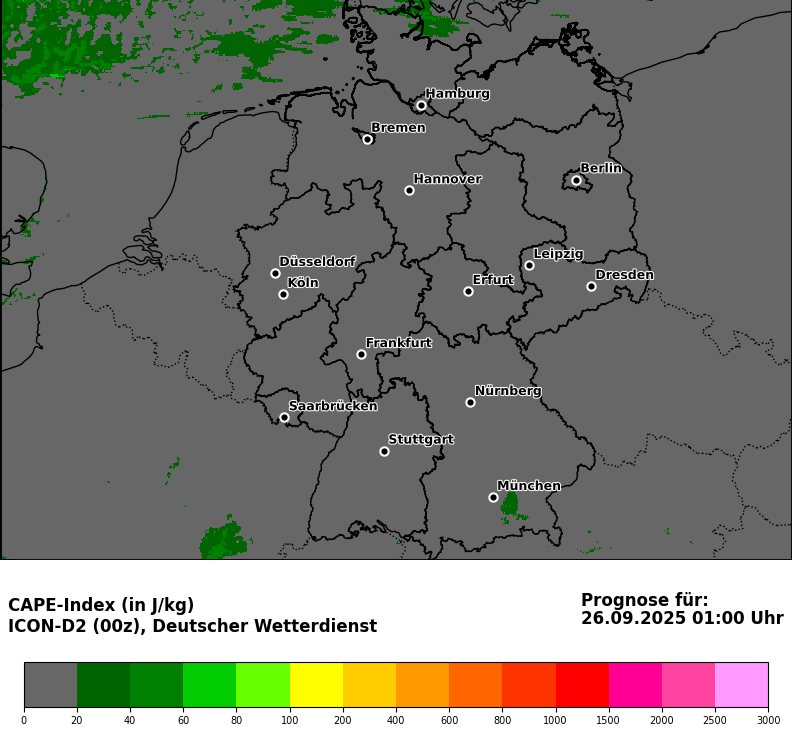 Hamburg
Bremen
Berlin
Hannover
Leipzig
Düsseldorf
Dresden
Köln
Erfurt
Frankfurt
Nürnberg
Saarbrücken
Stuttgart
München
CAPE-Index (in J/kg)
ICON-D2 (00z), Deutscher Wetterdienst
Prognose für:
26.09.2025 01:00 Uhr
0 20 40 60 80 100 200 400 600 800 1000 1500 2000 2500 3000